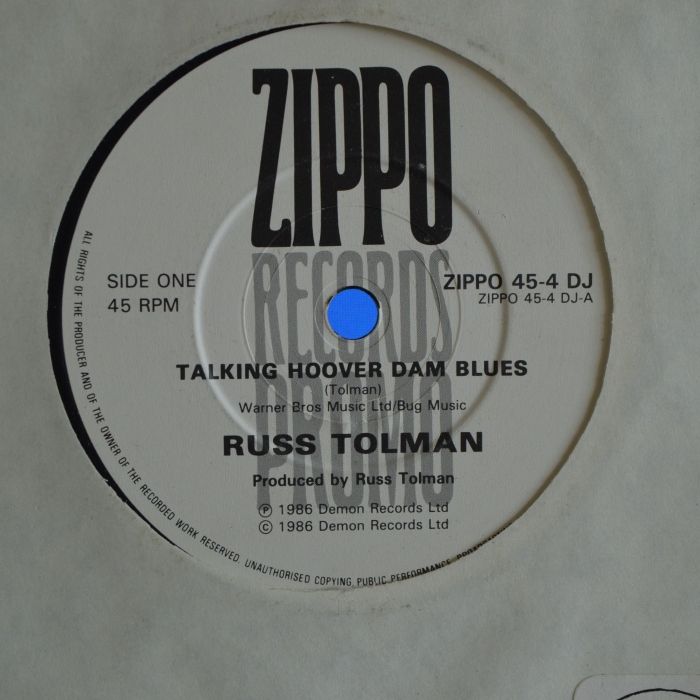 ZIPPO
RECORDS
PROMO
SIDE ONE
45 RPM
ZIPPO 45-4 DJ
ZIPPO 45-4 DJ-A
TALKING HOOVER DAM BLUES
(Tolman)
Warner Bros Music Ltd/Bug Music
RUSS TOLMAN
Produced by Russ Tolman
Ⓟ 1986 Demon Records Ltd
© 1986 Demon Records Ltd
ALL RIGHTS OF THE PRODUCER AND OF THE OWNER OF THE RECORDED WORK RESERVED. UNAUTHORISED COPYING, PUBLIC PERFORMANCE,